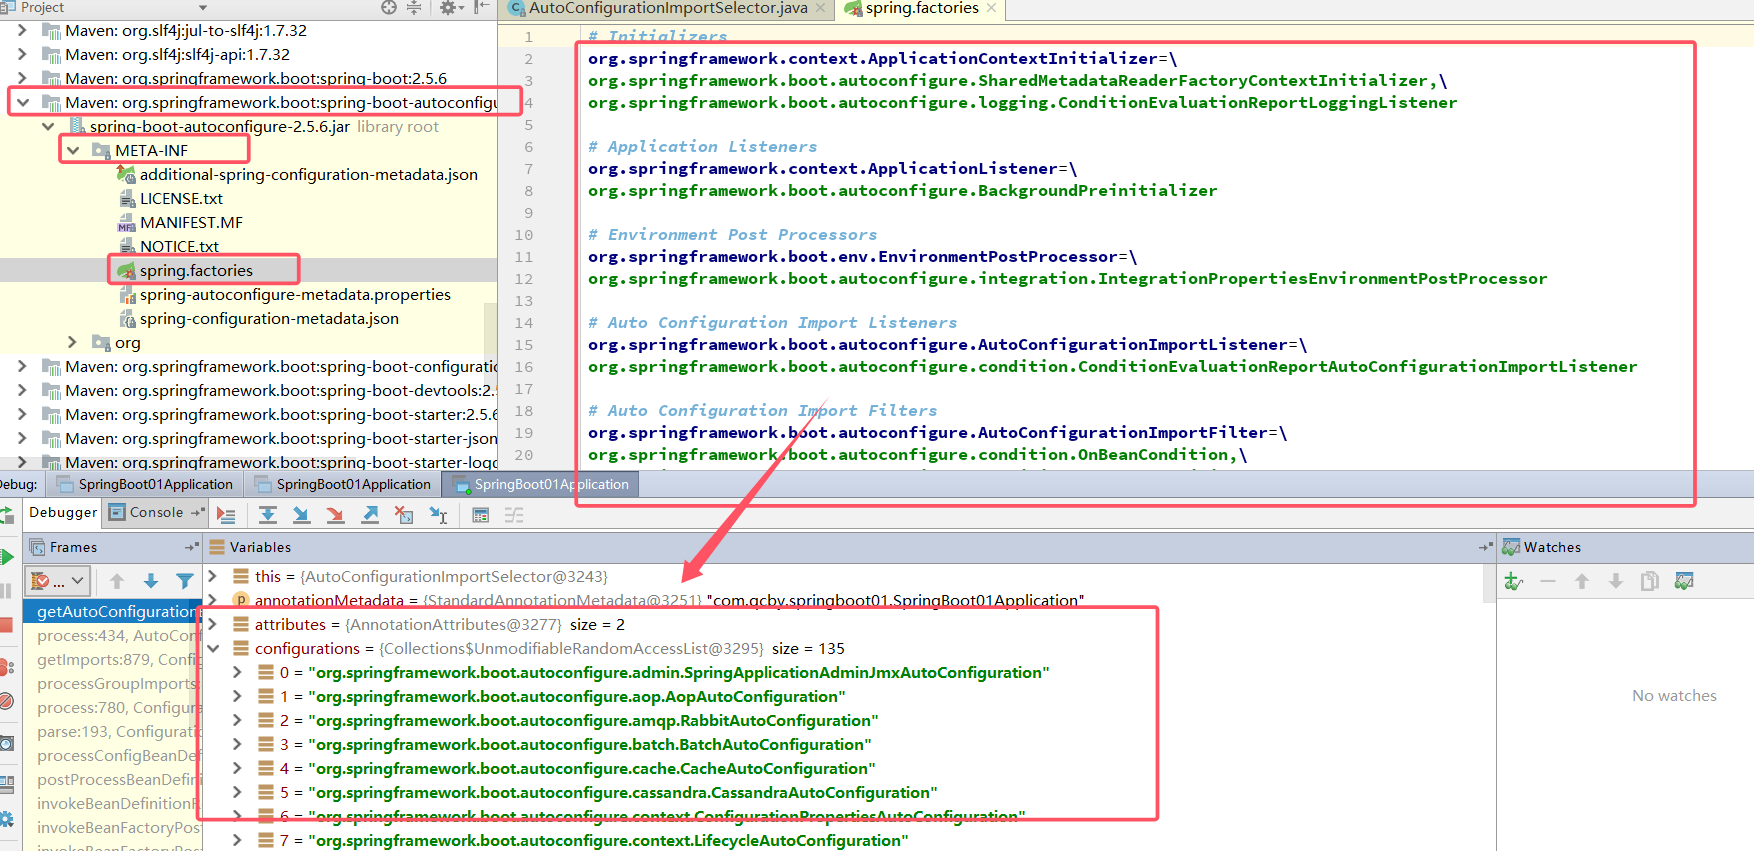 Project
AutoConfigurationImportSelector.java
spring.factories
Maven: org.slf4j:jul-to-slf4j:1.7.32
Maven: org.slf4j:slf4j-api:1.7.32
Maven: org.springframework.boot:spring-boot:2.5.6
Maven: org.springframework.boot:spring-boot-autoconfigu
spring-boot-autoconfigure-2.5.6.jar library root
META-INF
additional-spring-configuration-metadata.json
LICENSE.txt
MANIFEST.MF
NOTICE.txt
spring.factories
spring-autoconfigure-metadata.properties
spring-configuration-metadata.json
org
Maven: org.springframework.boot:spring-boot-configuratio
Maven: org.springframework.boot:spring-boot-devtools:2.5
Maven: org.springframework.boot:spring-boot-starter:2.5.6
Maven: org.springframework.boot:spring-boot-starter-json
Maven: org.springframework.boot:spring-boot-starter-logg
1 # Initializers
2 org.springframework.context.ApplicationContextInitializer=\
3 org.springframework.boot.autoconfigure.SharedMetadataReaderFactoryContextInitializer,\
4 org.springframework.boot.autoconfigure.logging.ConditionEvaluationReportLoggingListener
5
6 # Application Listeners
7 org.springframework.context.ApplicationListener=\
8 org.springframework.boot.autoconfigure.BackgroundPreinitializer
9
10 # Environment Post Processors
11 org.springframework.boot.env.EnvironmentPostProcessor=\
12 org.springframework.boot.autoconfigure.integration.IntegrationPropertiesEnvironmentPostProcessor
13
14 # Auto Configuration Import Listeners
15 org.springframework.boot.autoconfigure.AutoConfigurationImportListener=\
16 org.springframework.boot.autoconfigure.condition.ConditionEvaluationReportAutoConfigurationImportListener
17
18 # Auto Configuration Import Filters
19 org.springframework.boot.autoconfigure.AutoConfigurationImportFilter=\
20 org.springframework.boot.autoconfigure.condition.OnBeanCondition,\
Debug: SpringBoot01Application SpringBoot01Application SpringBoot01Application
Debugger Console
Frames
Variables
Watches
...
getAutoConfiguration
process:434, AutoConf
getImports:879, Config
processGroupImports:
process:780, Configura
parse:193, Configuratio
processConfigBeanDef
postProcessBeanDefini
invokeBeanDefinitionR
invokeBeanFactoryPost
invokeBeanFactoryPost
this = {AutoConfigurationImportSelector@3243}
annotationMetadata = {StandardAnnotationMetadata@3251} "com.qcby.springboot01.SpringBoot01Application"
attributes = {AnnotationAttributes@3277} size = 2
configurations = {Collections$UnmodifiableRandomAccessList@3295} size = 135
0 = "org.springframework.boot.autoconfigure.admin.SpringApplicationAdminJmxAutoConfiguration"
1 = "org.springframework.boot.autoconfigure.aop.AopAutoConfiguration"
2 = "org.springframework.boot.autoconfigure.amqp.RabbitAutoConfiguration"
3 = "org.springframework.boot.autoconfigure.batch.BatchAutoConfiguration"
4 = "org.springframework.boot.autoconfigure.cache.CacheAutoConfiguration"
5 = "org.springframework.boot.autoconfigure.cassandra.CassandraAutoConfiguration"
6 = "org.springframework.boot.autoconfigure.context.ConfigurationPropertiesAutoConfiguration"
7 = "org.springframework.boot.autoconfigure.context.LifecycleAutoConfiguration"
No watches